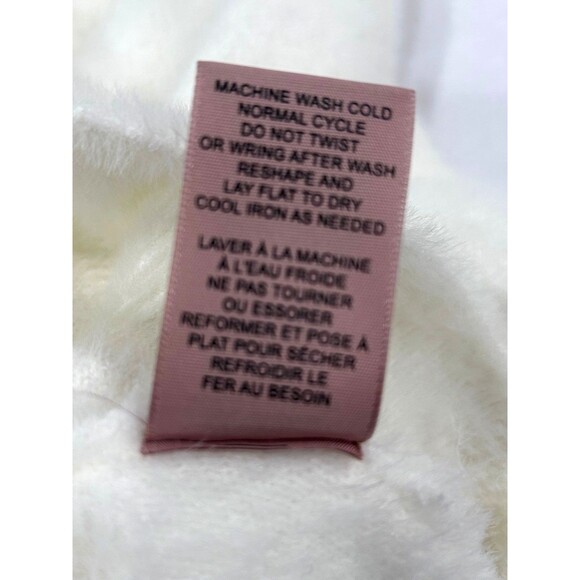 MACHINE WASH COLD
NORMAL CYCLE
DO NOT TWIST
OR WRING AFTER WASH
RESHAPE AND
LAY FLAT TO DRY
COOL IRON AS NEEDED
LAVER À LA MACHINE
À L'EAU FROIDE
NE PAS TOURNER
OU ESSORER
REFORMER ET POSE À
PLAT POUR SÉCHER
REFROIDIR LE
FER AU BESOIN